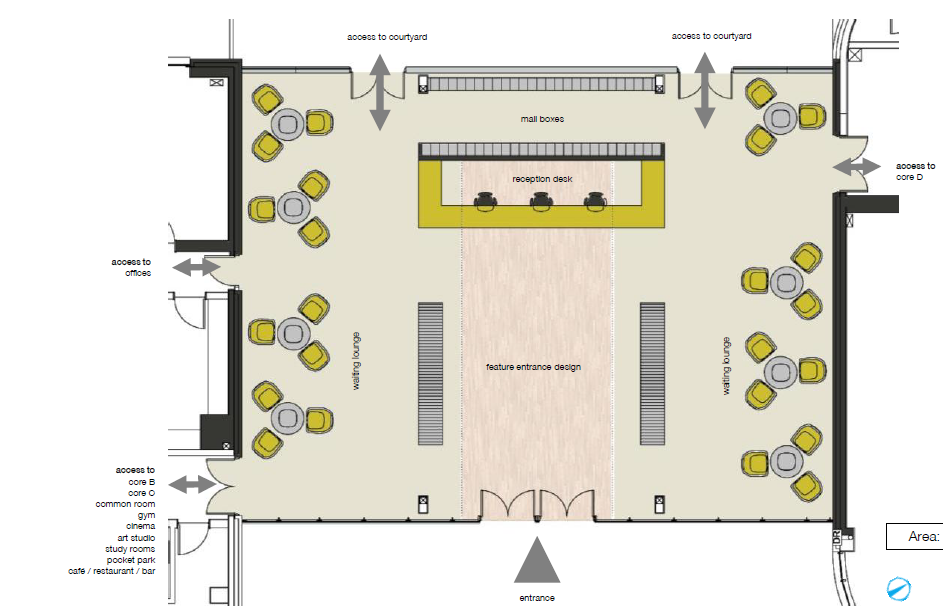 access to courtyard
access to courtyard
mail boxes
reception desk
access to
core D
access to
offices
waiting lounge
feature entrance design
waiting lounge
access to
core B
core C
common room
gym
cinema
art studio
study rooms
pocket park
café / restaurant / bar
DR
Area:
entrance